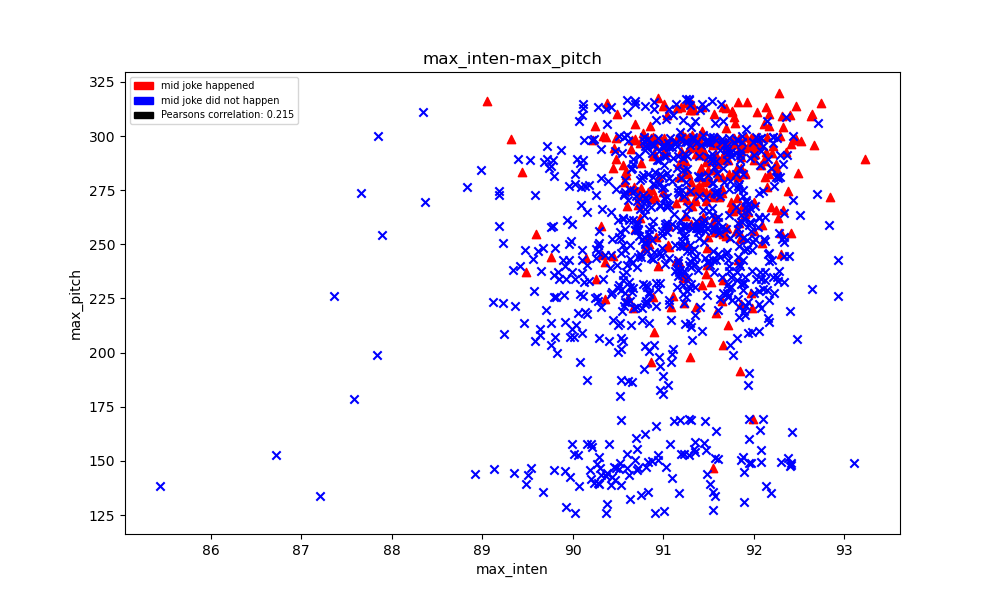 max_inten-max_pitch
mid joke happened
mid joke did not happen
Pearsons correlation: 0.215
325
300
275
250
225
200
175
150
125
max_pitch
86 87 88 89 90 91 92 93
max_inten